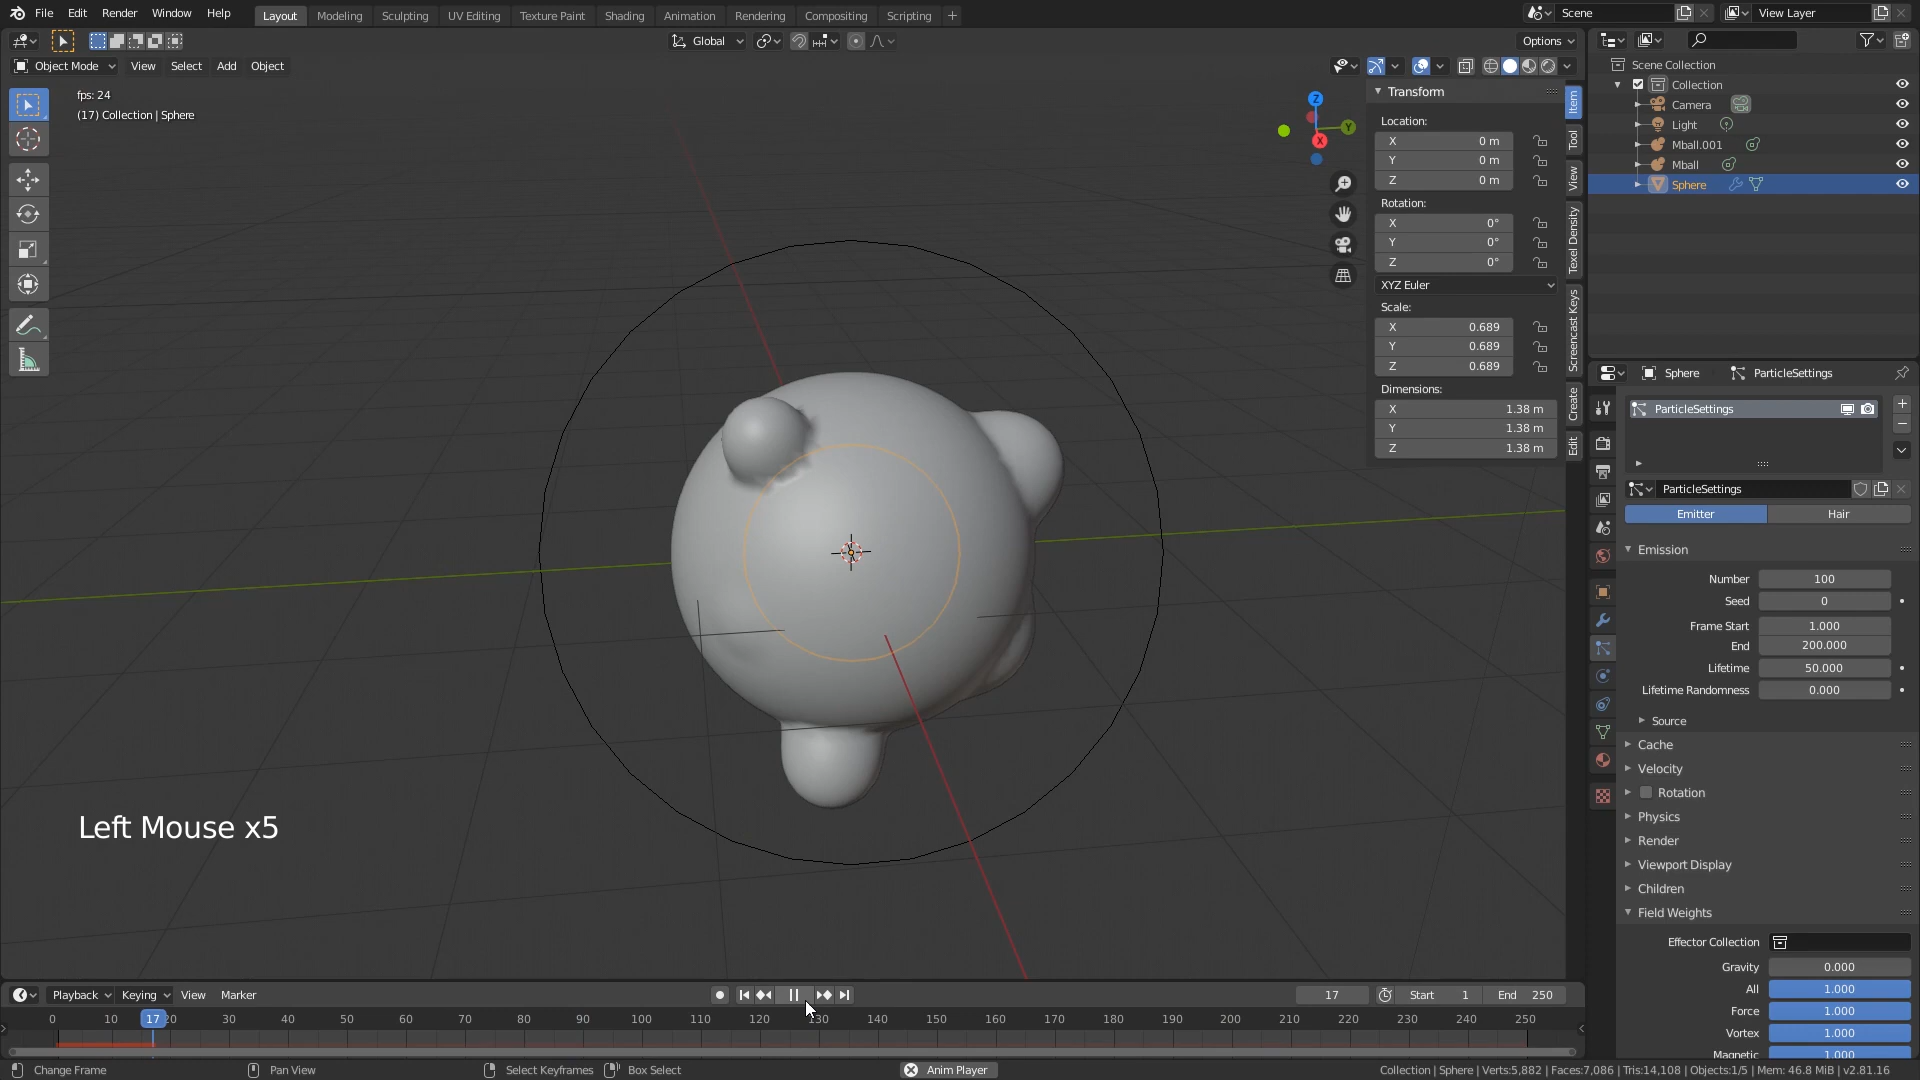 File Edit Render Window Help Layout Modeling Sculpting UV Editing Texture Paint Shading Animation Rendering Compositing Scripting + Scene View Layer
Global Options
Object Mode View Select Add Object
fps: 24
(17) Collection | Sphere
Z
Y
X
Transform
Location:
X 0 m
Y 0 m
Z 0 m
Rotation:
X 0°
Y 0°
Z 0°
XYZ Euler
Scale:
X 0.689
Y 0.689
Z 0.689
Dimensions:
X 1.38 m
Y 1.38 m
Z 1.38 m
Item
Tool
View
Texel Density
Screencast Keys
Create
Edit
Scene Collection
Collection
Camera
Light
Mball.001
Mball
Sphere
Sphere ParticleSettings
ParticleSettings
ParticleSettings
Emitter Hair
Emission
Number 100
Seed 0
Frame Start 1.000
End 200.000
Lifetime 50.000
Lifetime Randomness 0.000
Source
Cache
Velocity
Rotation
Physics
Render
Viewport Display
Children
Field Weights
Effector Collection
Gravity 0.000
All 1.000
Force 1.000
Vortex 1.000
Magnetic 1.000
Left Mouse x5
Playback Keying View Marker 17 Start 1 End 250
0 10 17 20 30 40 50 60 70 80 90 100 110 120 130 140 150 160 170 180 190 200 210 220 230 240 250
Change Frame Pan View Select Keyframes Box Select Anim Player Collection | Sphere | Verts:5,882 | Faces:7,086 | Tris:14,108 | Objects:1/5 | Mem: 46.8 MiB | v2.81.16